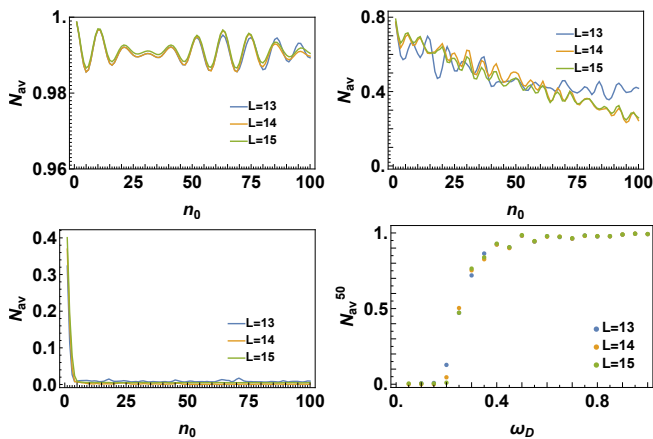 1.
0.98
0.96
N_av
L=13
L=14
L=15
1 25 50 75 100
n_0
0.8
0.4
0.
N_av
L=13
L=14
L=15
0 25 50 75 100
n_0
0.4
0.3
0.2
0.1
0.0
N_av
L=13
L=14
L=15
0 25 50 75 100
n_0
1.
0.5
0.
N_av^50
L=13
L=14
L=15
0. 0.4 0.8
ω_D